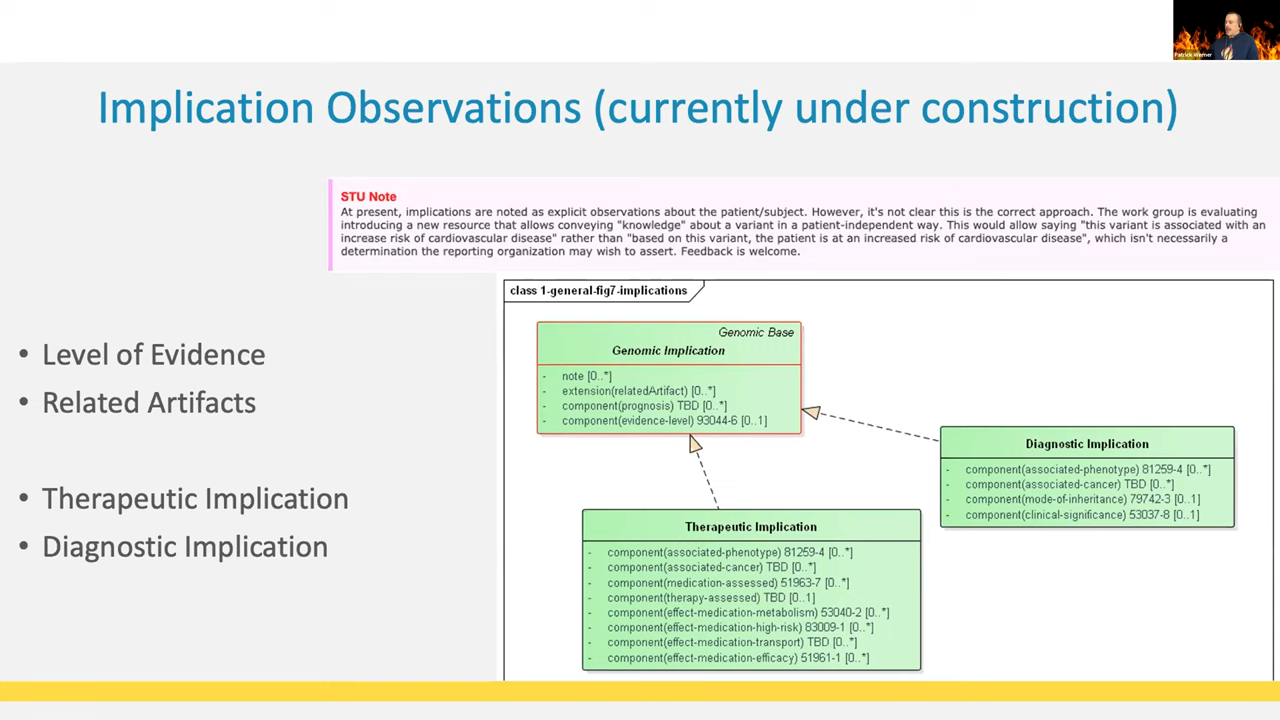 Patrick Werner
Implication Observations (currently under construction)
STU Note
At present, implications are noted as explicit observations about the patient/subject. However, it's not clear this is the correct approach. The work group is evaluating
introducing a new resource that allows conveying "knowledge" about a variant in a patient-independent way. This would allow saying "this variant is associated with an
increase risk of cardiovascular disease" rather than "based on this variant, the patient is at an increased risk of cardiovascular disease", which isn't necessarily a
determination the reporting organization may wish to assert. Feedback is welcome.
• Level of Evidence
• Related Artifacts
• Therapeutic Implication
• Diagnostic Implication
class 1-general-fig7-implications
Genomic Base
Genomic Implication
- note [0..*]
- extension(relatedArtifact) [0..*]
- component(prognosis) TBD [0..*]
- component(evidence-level) 93044-6 [0..1]
Diagnostic Implication
- component(associated-phenotype) 81259-4 [0..*]
- component(associated-cancer) TBD [0..*]
- component(mode-of-inheritance) 79742-3 [0..1]
- component(clinical-significance) 53037-8 [0..1]
Therapeutic Implication
- component(associated-phenotype) 81259-4 [0..*]
- component(associated-cancer) TBD [0..*]
- component(medication-assessed) 51963-7 [0..*]
- component(therapy-assessed) TBD [0..1]
- component(effect-medication-metabolism) 53040-2 [0..*]
- component(effect-medication-high-risk) 83009-1 [0..*]
- component(effect-medication-transport) TBD [0..*]
- component(effect-medication-efficacy) 51961-1 [0..*]